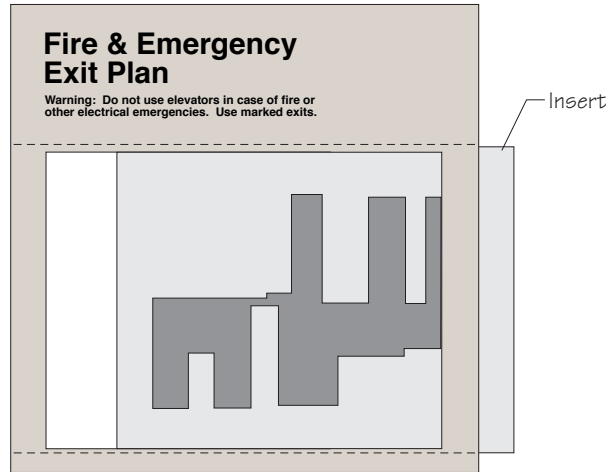 Fire & Emergency
Exit Plan
Warning: Do not use elevators in case of fire or
other electrical emergencies. Use marked exits.
Insert